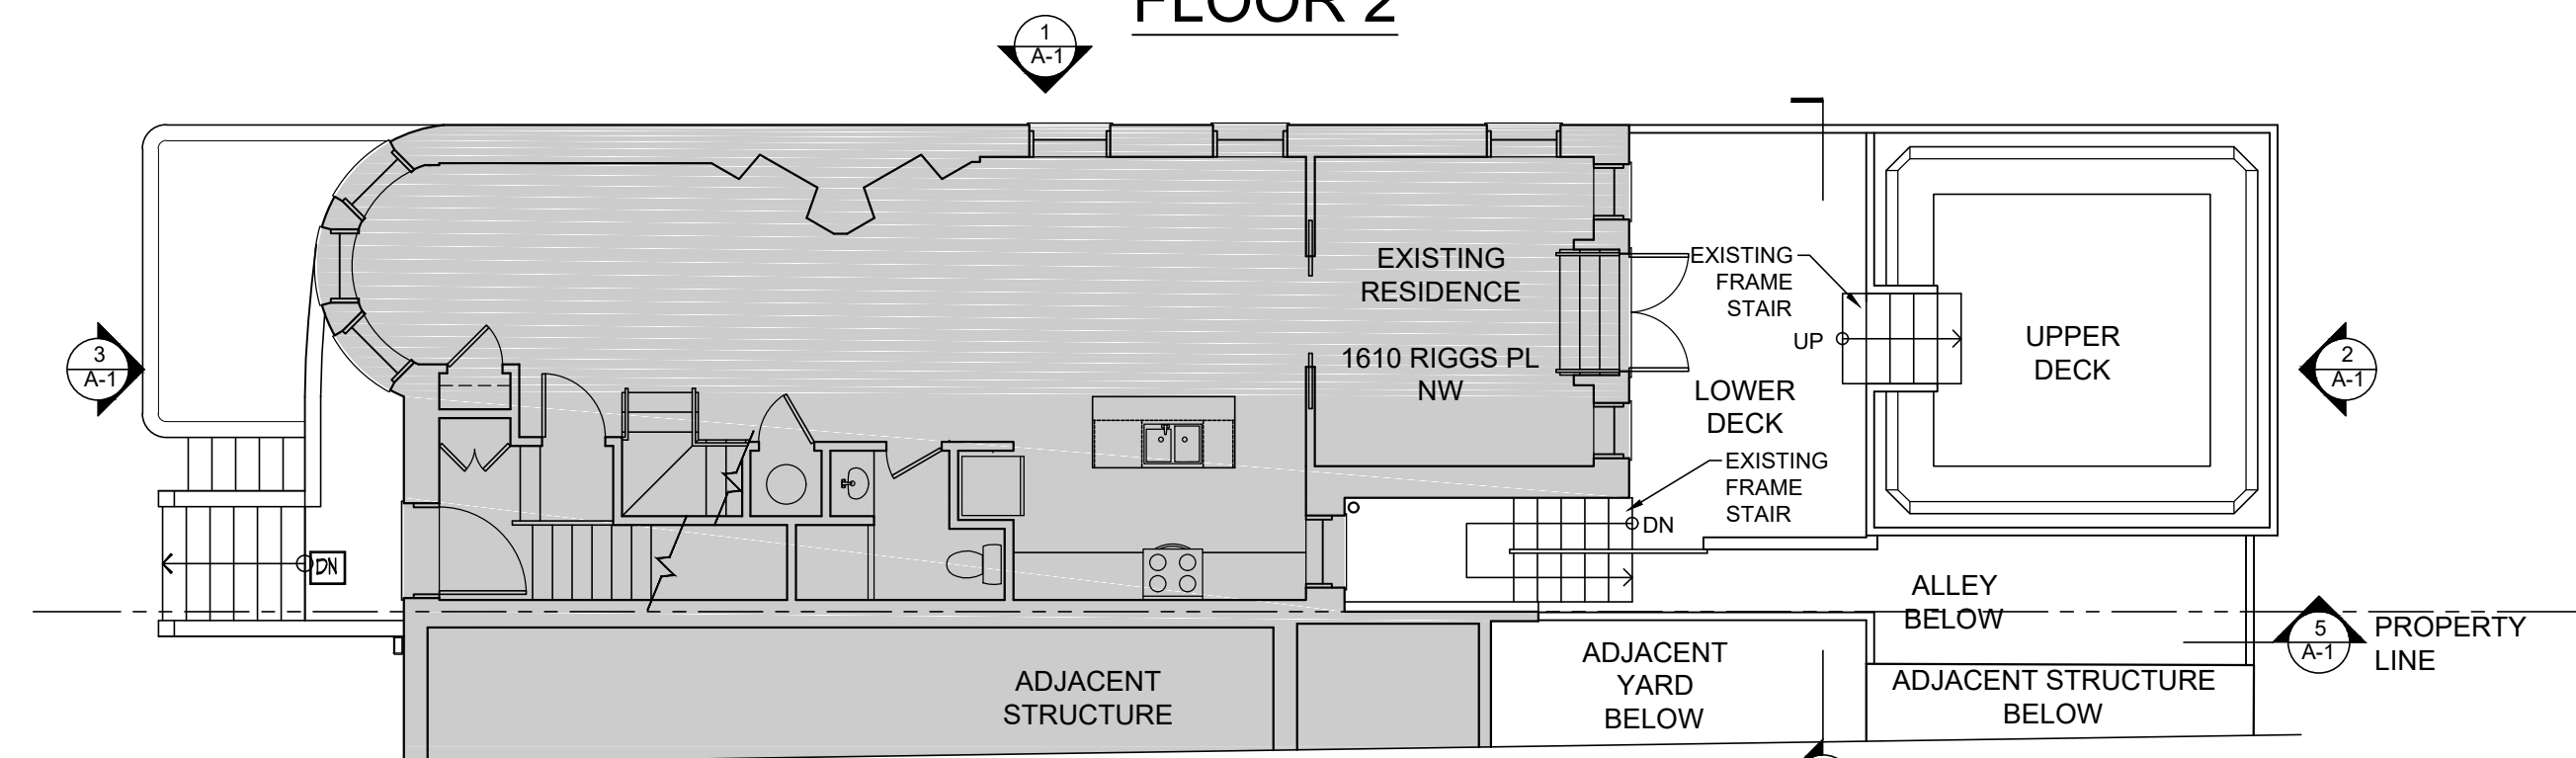 FLOOR 2
1
A-1
EXISTING
RESIDENCE
1610 RIGGS PL
NW
EXISTING
FRAME
STAIR
UP
LOWER
DECK
UPPER
DECK
3
A-1
2
A-1
EXISTING
FRAME
STAIR
DN
DN
ALLEY
BELOW
5
A-1
PROPERTY
LINE
ADJACENT
STRUCTURE
ADJACENT
YARD
BELOW
ADJACENT STRUCTURE
BELOW